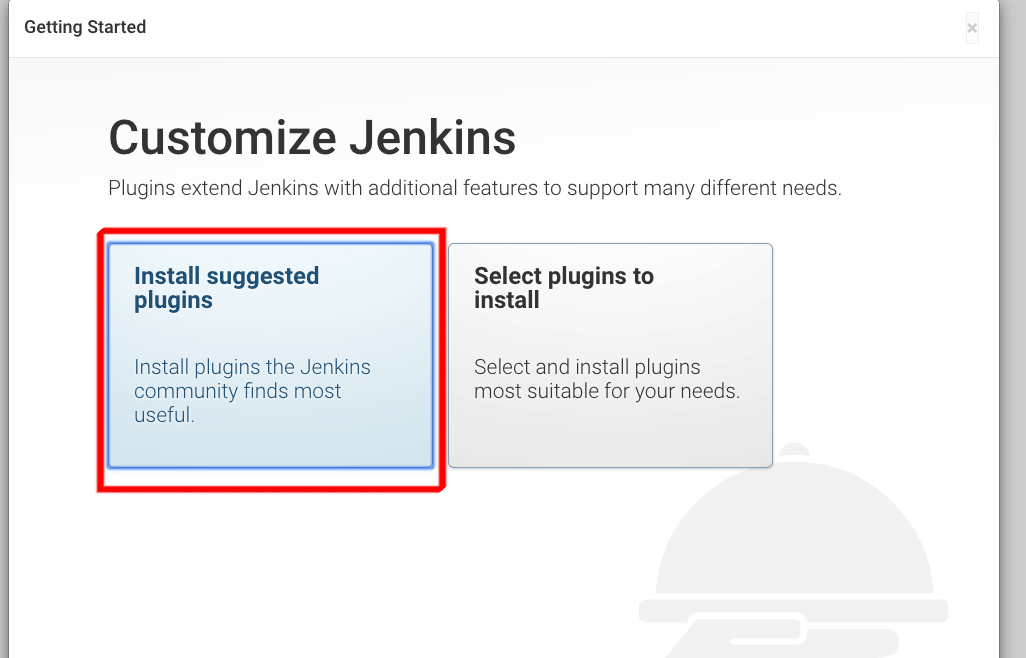 Getting Started
×
Customize Jenkins
Plugins extend Jenkins with additional features to support many different needs.
Install suggested
plugins
Install plugins the Jenkins
community finds most
useful.
Select plugins to
install
Select and install plugins
most suitable for your needs.